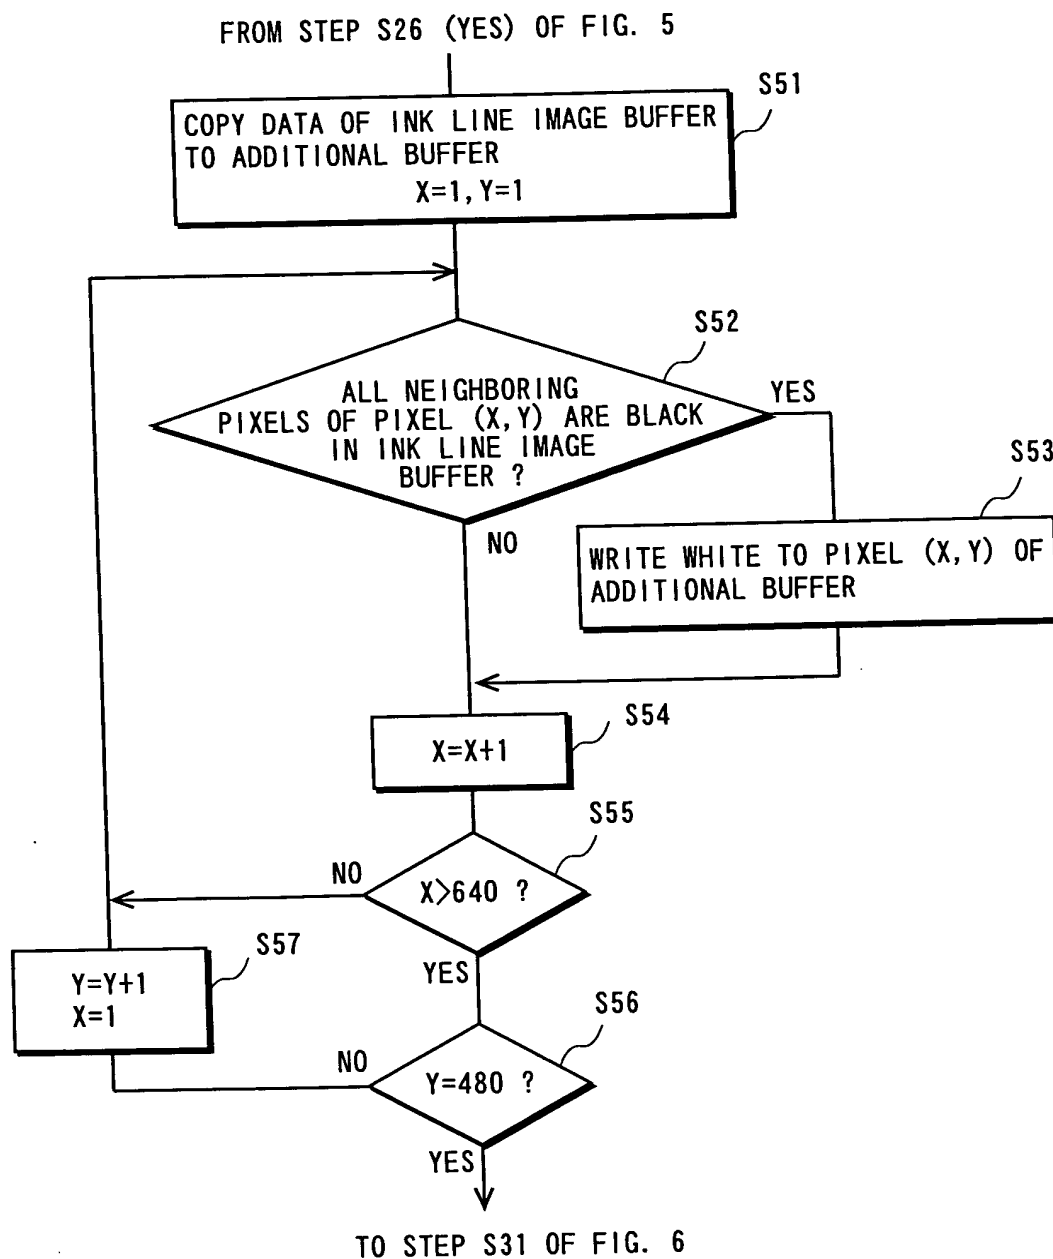 FROM STEP S26 (YES) OF FIG. 5
S51
COPY DATA OF INK LINE IMAGE BUFFER
TO ADDITIONAL BUFFER
X=1, Y=1
S52
ALL NEIGHBORING
PIXELS OF PIXEL (X, Y) ARE BLACK
IN INK LINE IMAGE
BUFFER ?
YES
NO
S53
WRITE WHITE TO PIXEL (X, Y) OF
ADDITIONAL BUFFER
S54
X=X+1
S55
X>640 ?
NO
YES
S57
Y=Y+1
X=1
S56
Y=480 ?
NO
YES
TO STEP S31 OF FIG. 6